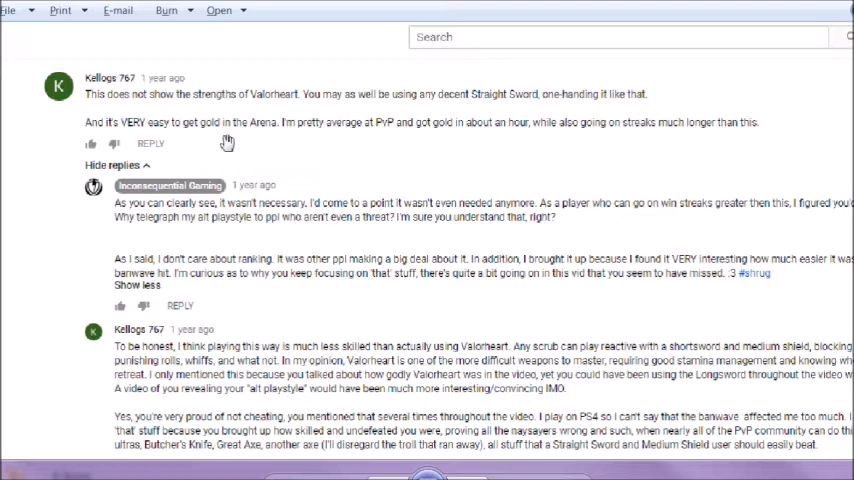 File Print E-mail Burn Open
Search
K
Kellogs 767 1 year ago
This does not show the strengths of Valorheart. You may as well be using any decent Straight Sword, one-handing it like that.
And it's VERY easy to get gold in the Arena. I'm pretty average at PvP and got gold in about an hour, while also going on streaks much longer than this.
REPLY
Hide replies
Inconsequential Gaming 1 year ago
As you can clearly see, it wasn't necessary. I'd come to a point it wasn't even needed anymore. As a player who can go on win streaks greater then this, I figured you'd
Why telegraph my alt playstyle to ppl who aren't even a threat? I'm sure you understand that, right?
As I said, I don't care about ranking. It was other ppl making a big deal about it. In addition, I brought it up because I found it VERY interesting how much easier it was
banwave hit. I'm curious as to why you keep focusing on 'that' stuff, there's quite a bit going on in this vid that you seem to have missed. :3 #shrug
Show less
REPLY
K
Kellogs 767 1 year ago
To be honest, I think playing this way is much less skilled than actually using Valorheart. Any scrub can play reactive with a shortsword and medium shield, blocking
punishing rolls, whiffs, and what not. In my opinion, Valorheart is one of the more difficult weapons to master, requiring good stamina management and knowing
retreat. I only mentioned this because you talked about how godly Valorheart was in the video, yet you could have been using the Longsword throughout the video
A video of you revealing your "alt playstyle" would have been much more interesting/convincing IMO.
Yes, you're very proud of not cheating, you mentioned that several times throughout the video. I play on PS4 so I can't say that the banwave affected me too much.
'that' stuff because you brought up how skilled and undefeated you were, proving all the naysayers wrong and such, when nearly all of the PvP community can do
ultras, Butcher's Knife, Great Axe, another axe (I'll disregard the troll that ran away), all stuff that a Straight Sword and Medium Shield user should easily beat.